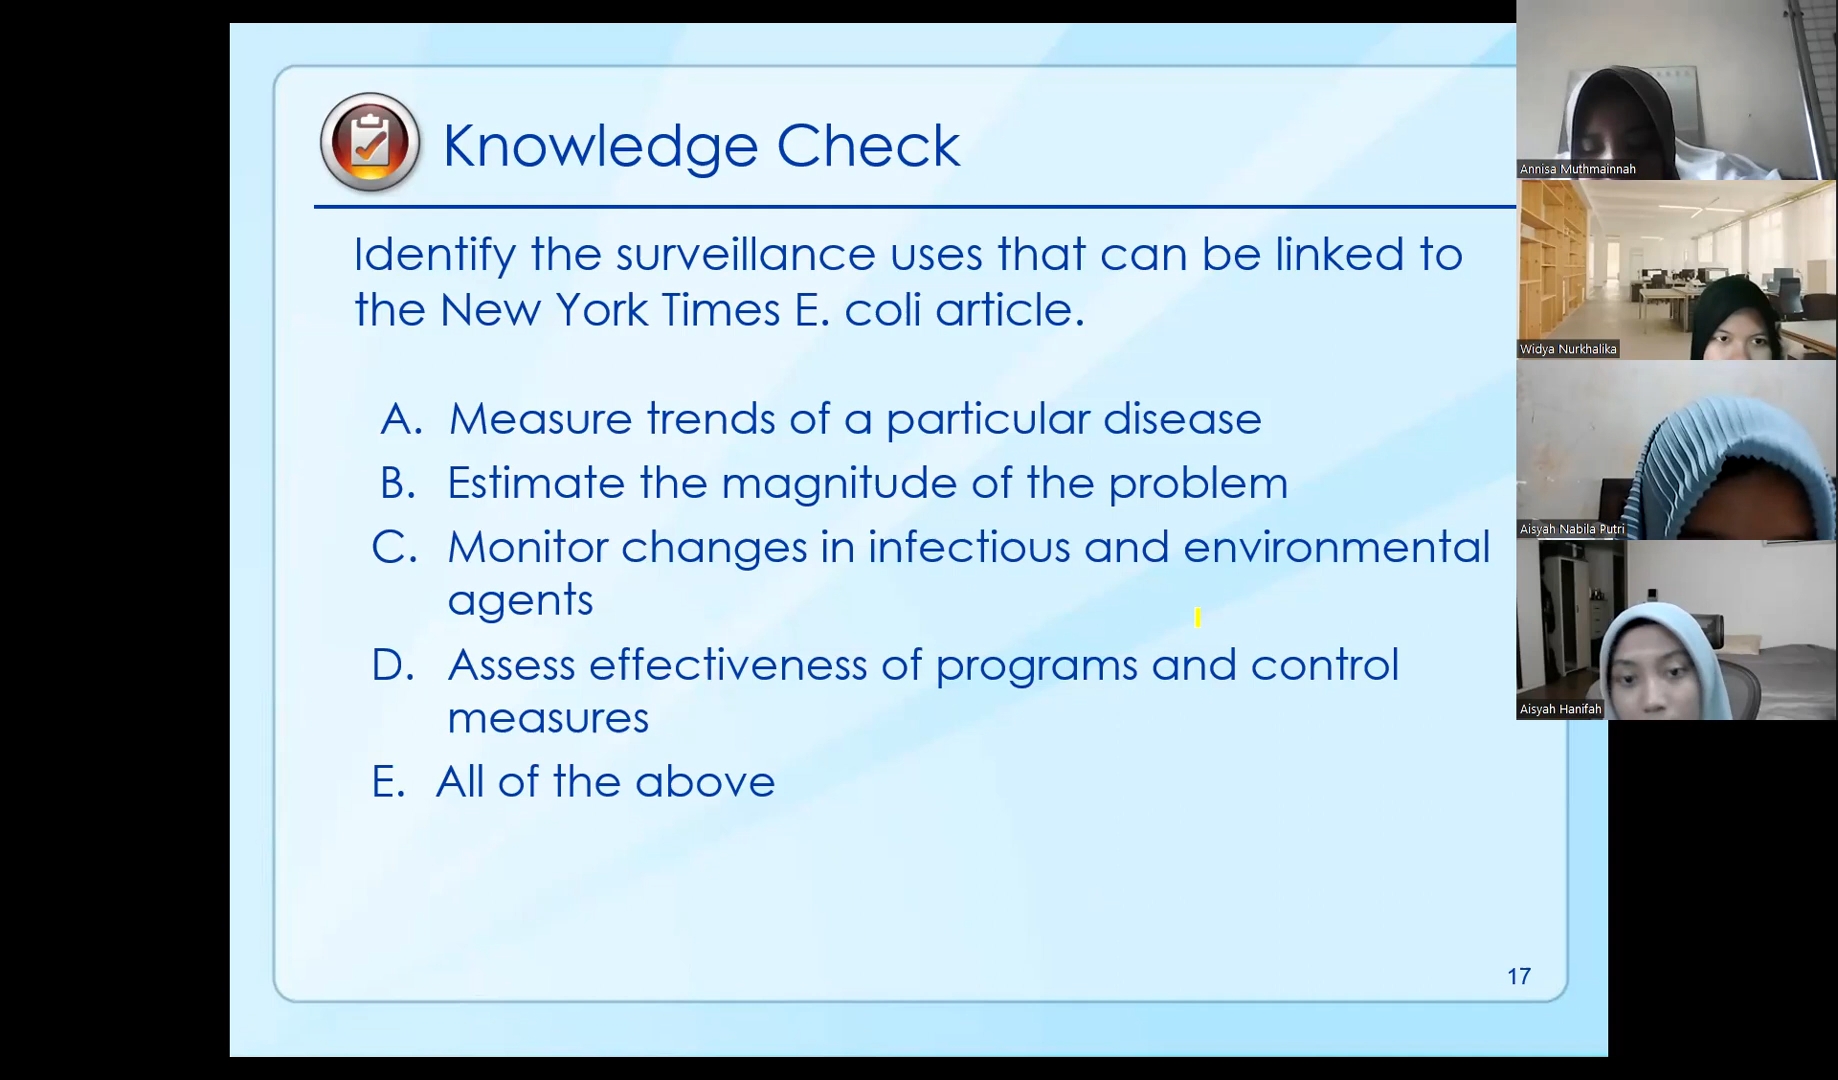 Knowledge Check
Identify the surveillance uses that can be linked to
the New York Times E. coli article.
A. Measure trends of a particular disease
B. Estimate the magnitude of the problem
C. Monitor changes in infectious and environmental
agents
D. Assess effectiveness of programs and control
measures
E. All of the above
17
Annisa Muthmainnah
Widya Nurkhalika
Aisyah Nabila Putri
Aisyah Hanifah